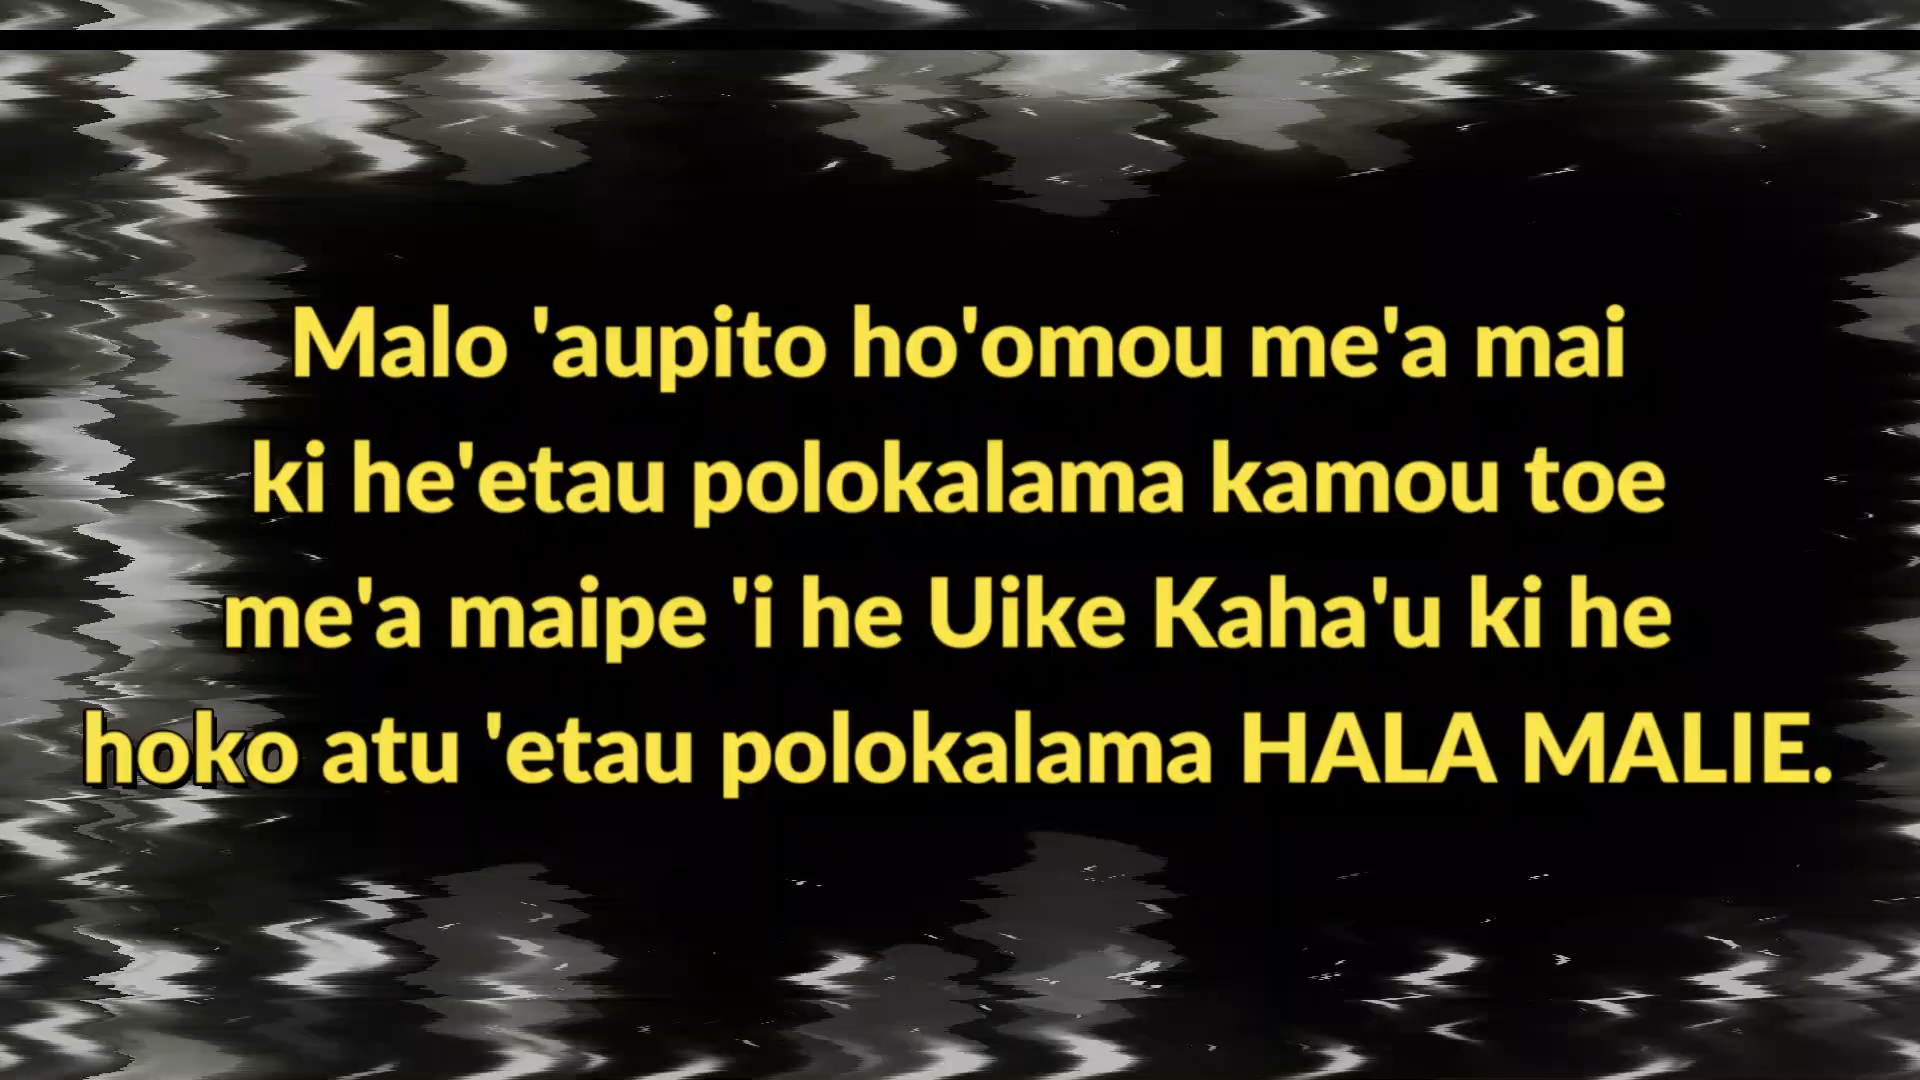 Malo 'aupito ho'omou me'a mai
ki he'etau polokalama kamou toe
me'a maipe 'i he Uike Kaha'u ki he
hoko atu 'etau polokalama HALA MALIE.